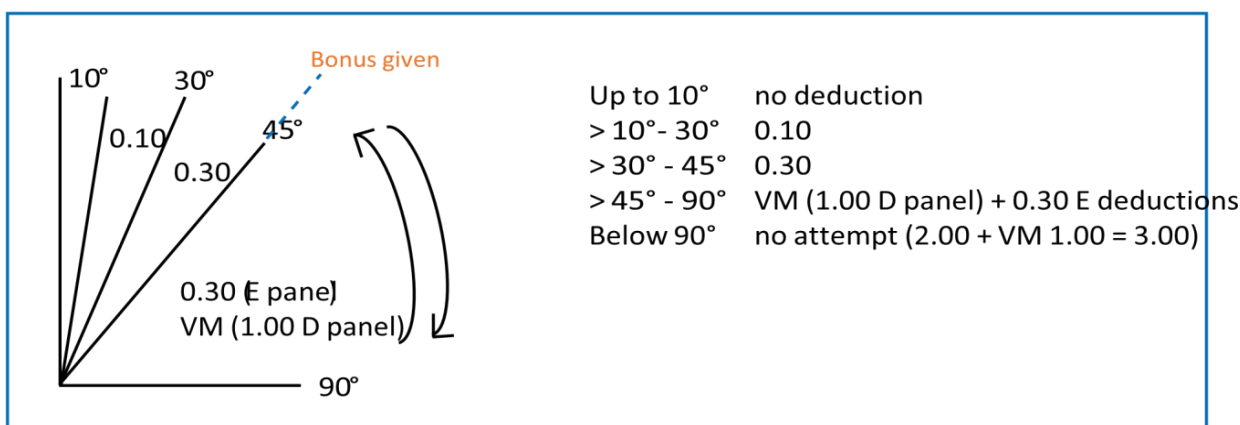 Bonus given
10°
30°
0.10
45°
0.30
0.30 (E panel)
VM (1.00 D panel)
90°
Up to 10° no deduction
> 10°- 30° 0.10
> 30° - 45° 0.30
> 45° - 90° VM (1.00 D panel) + 0.30 E deductions
Below 90° no attempt (2.00 + VM 1.00 = 3.00)